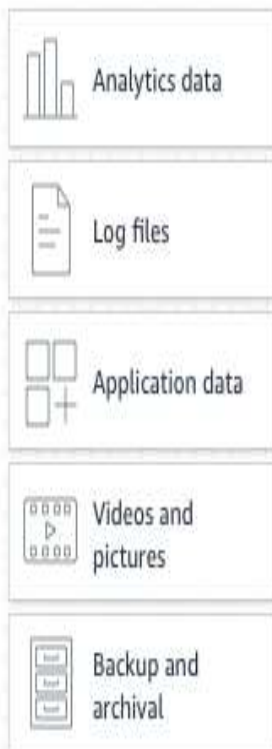 Analytics data
Log files
Application data
Videos and
pictures
Backup and
archival